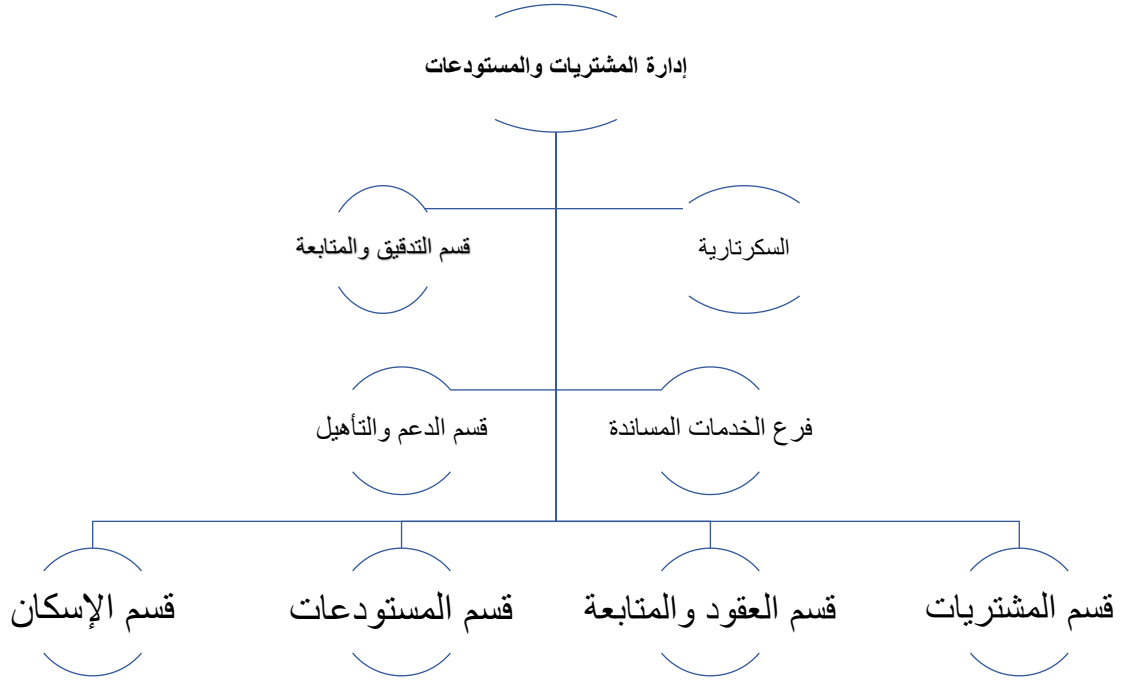 إدارة المشتريات والمستودعات
السكرتارية
قسم التدقيق والمتابعة
فرع الخدمات المساندة
قسم الدعم والتأهيل
قسم المشتريات
قسم العقود والمتابعة
قسم المستودعات
قسم الإسكان